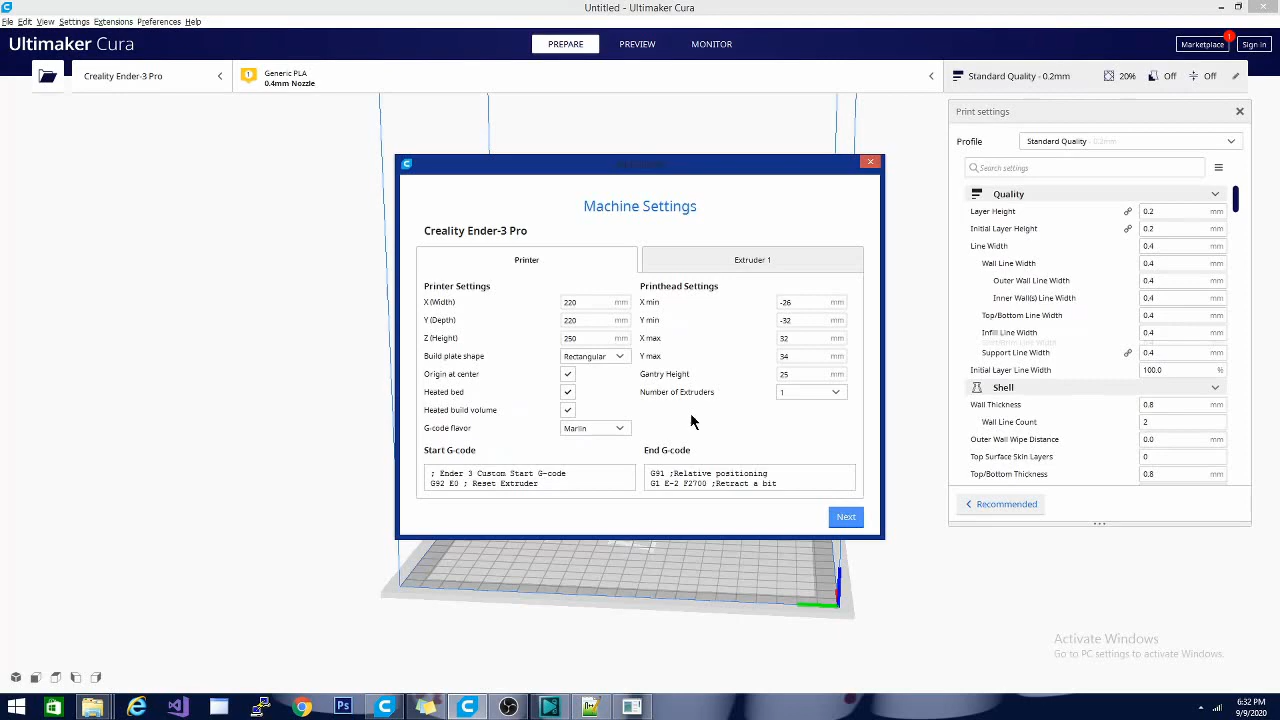 Untitled - Ultimaker Cura
File Edit View Settings Extensions Preferences Help
Ultimaker Cura
PREPARE PREVIEW MONITOR
Marketplace 1 Sign in
Creality Ender-3 Pro
1 Generic PLA
0.4mm Nozzle
Standard Quality - 0.2mm 20% Off Off
Print settings
Profile Standard Quality 0.2mm
Search settings
Quality
Layer Height 0.2 mm
Initial Layer Height 0.2 mm
Line Width 0.4 mm
Wall Line Width 0.4 mm
Outer Wall Line Width 0.4 mm
Inner Wall(s) Line Width 0.4 mm
Top/Bottom Line Width 0.4 mm
Infill Line Width 0.4 mm
Support Line Width 0.4 mm
Initial Layer Line Width 100.0 %
Shell
Wall Thickness 0.8 mm
Wall Line Count 2
Outer Wall Wipe Distance 0.0 mm
Top Surface Skin Layers 0
Top/Bottom Thickness 0.8 mm
Recommended
Machine Settings
Creality Ender-3 Pro
Printer Extruder 1
Printer Settings
X (Width) 220 mm
Y (Depth) 220 mm
Z (Height) 250 mm
Build plate shape Rectangular
Origin at center
Heated bed
Heated build volume
G-code flavor Marlin
Printhead Settings
X min -26 mm
Y min -32 mm
X max 32 mm
Y max 34 mm
Gantry Height 25 mm
Number of Extruders 1
Start G-code
; Ender 3 Custom Start G-code
G92 E0 ; Reset Extruder
End G-code
G91 ;Relative positioning
G1 E-2 F2700 ;Retract a bit
Next
Activate Windows
Go to PC settings to activate Windows.
Ps
6:32 PM
9/9/2020